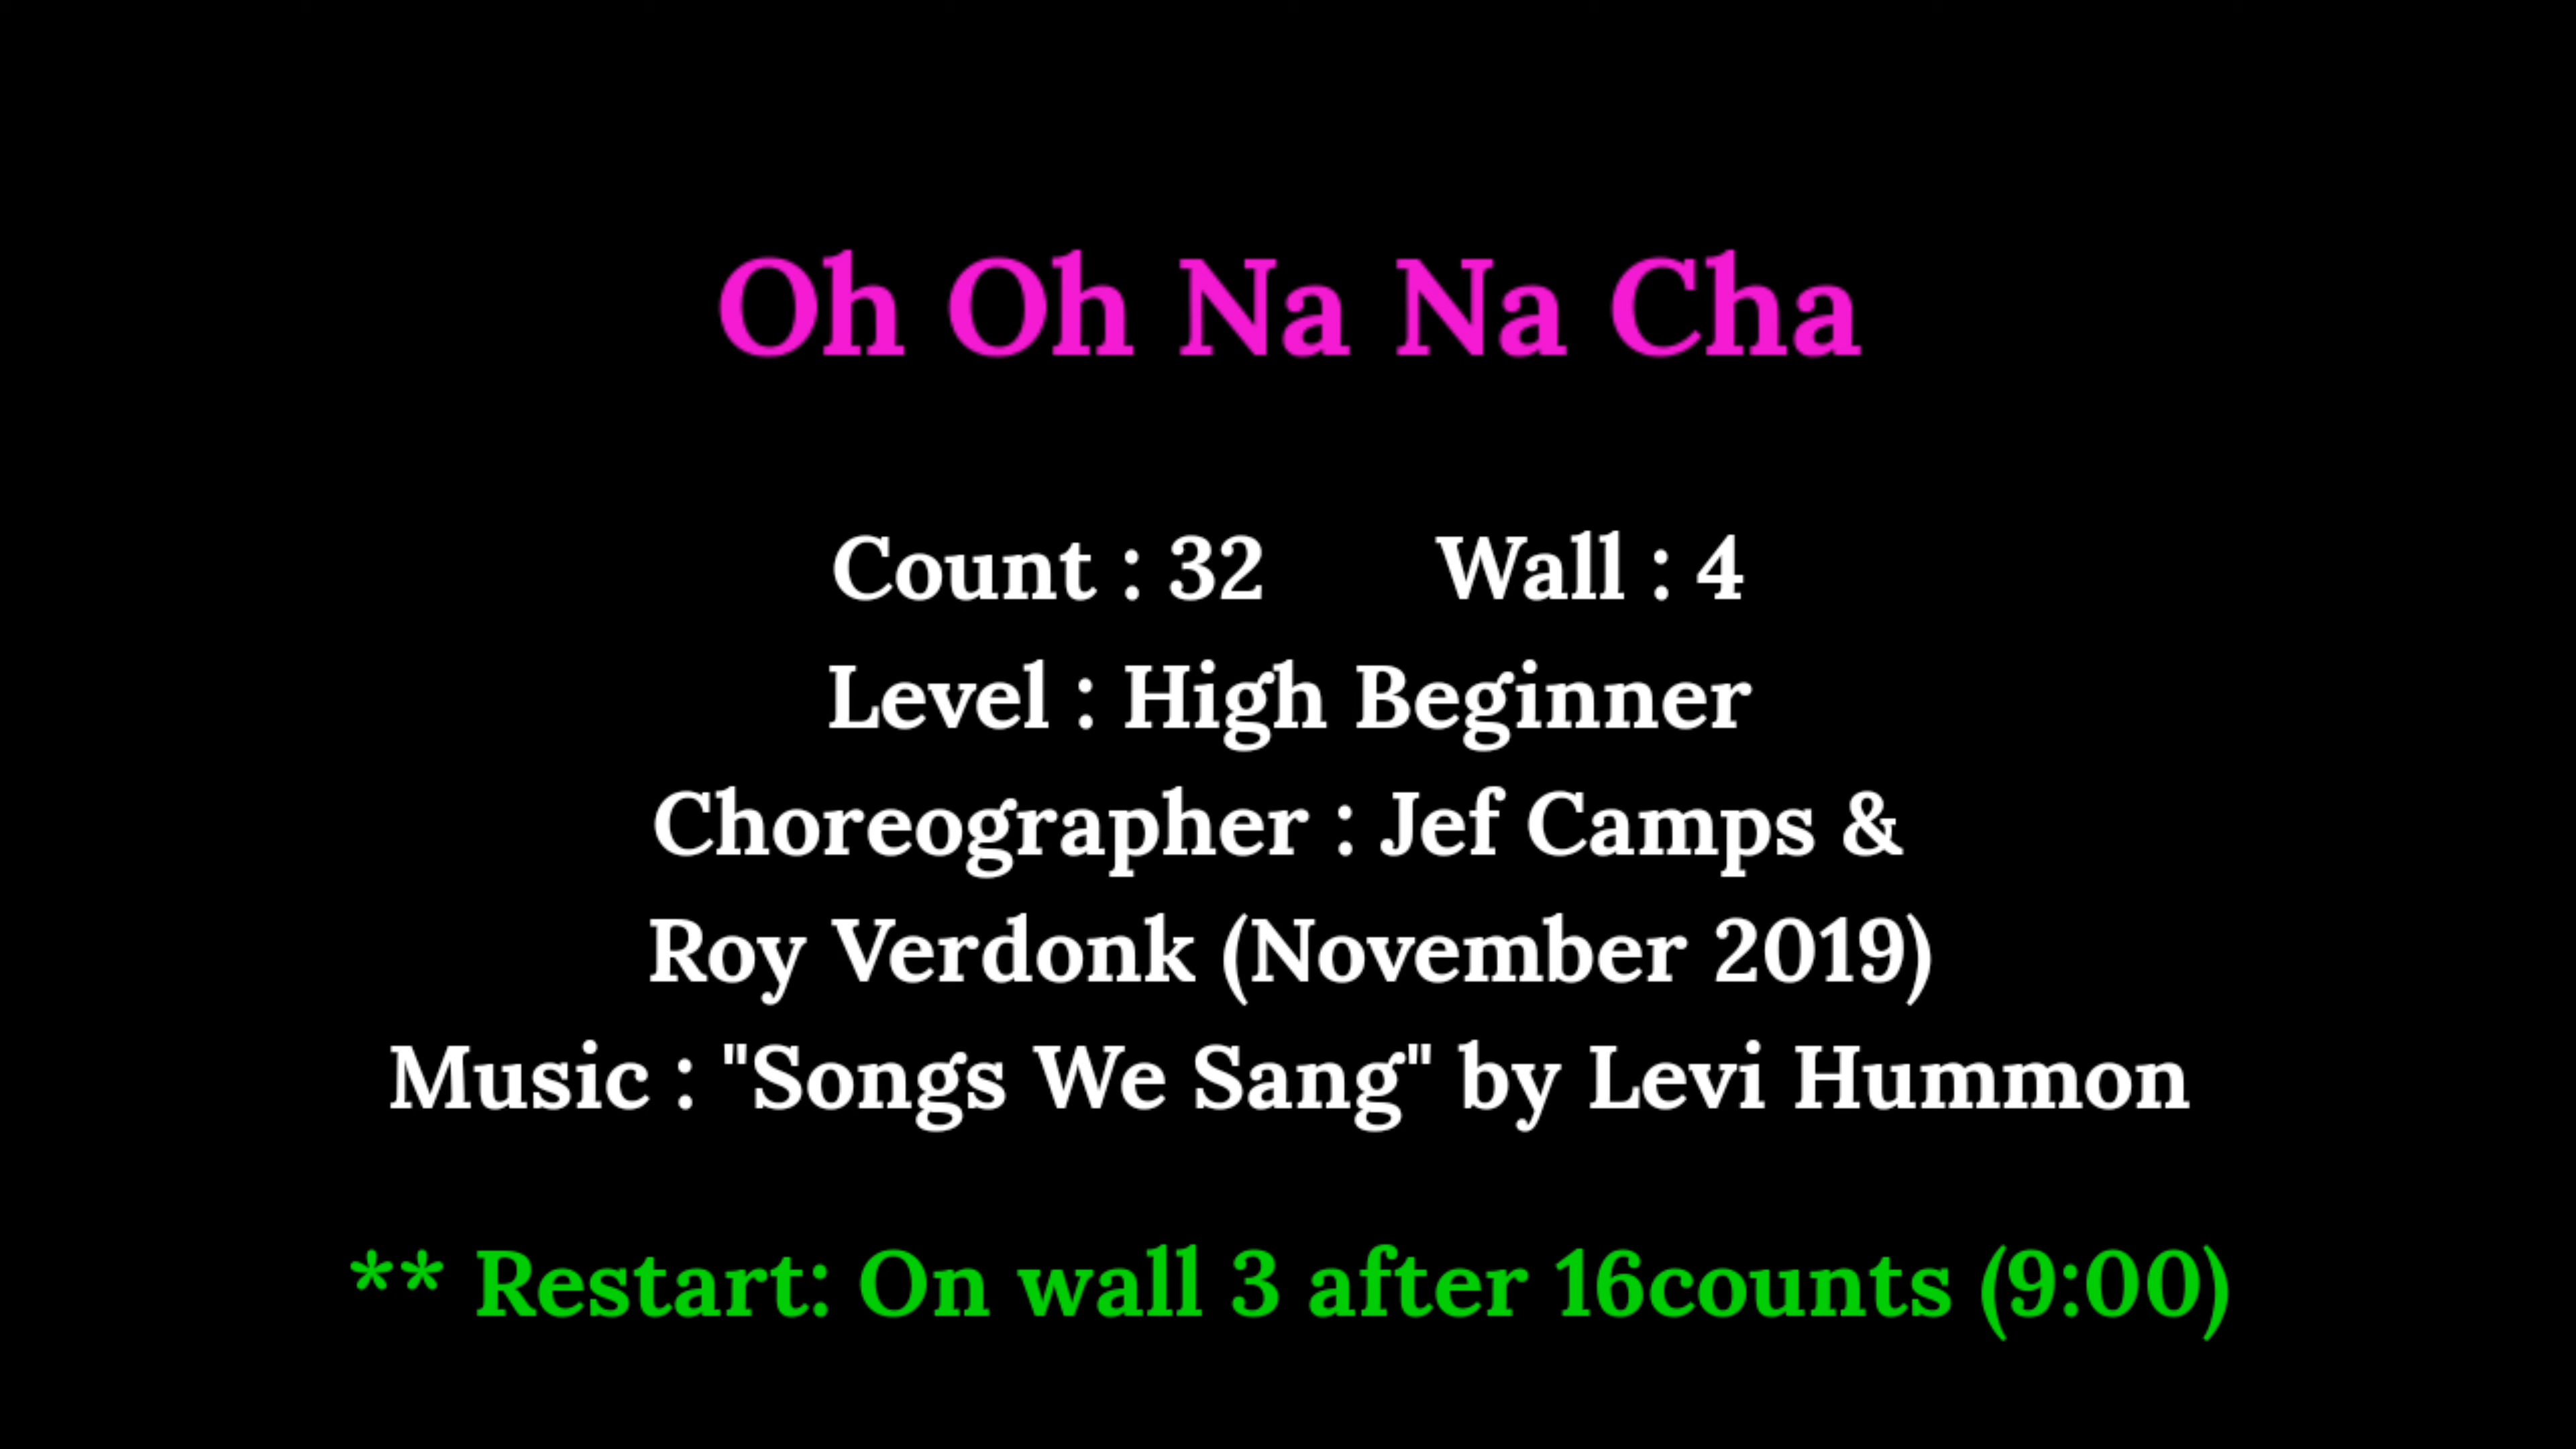 Oh Oh Na Na Cha
Count : 32 Wall : 4
Level : High Beginner
Choreographer : Jef Camps &
Roy Verdonk (November 2019)
Music : "Songs We Sang" by Levi Hummon
** Restart: On wall 3 after 16counts (9:00)